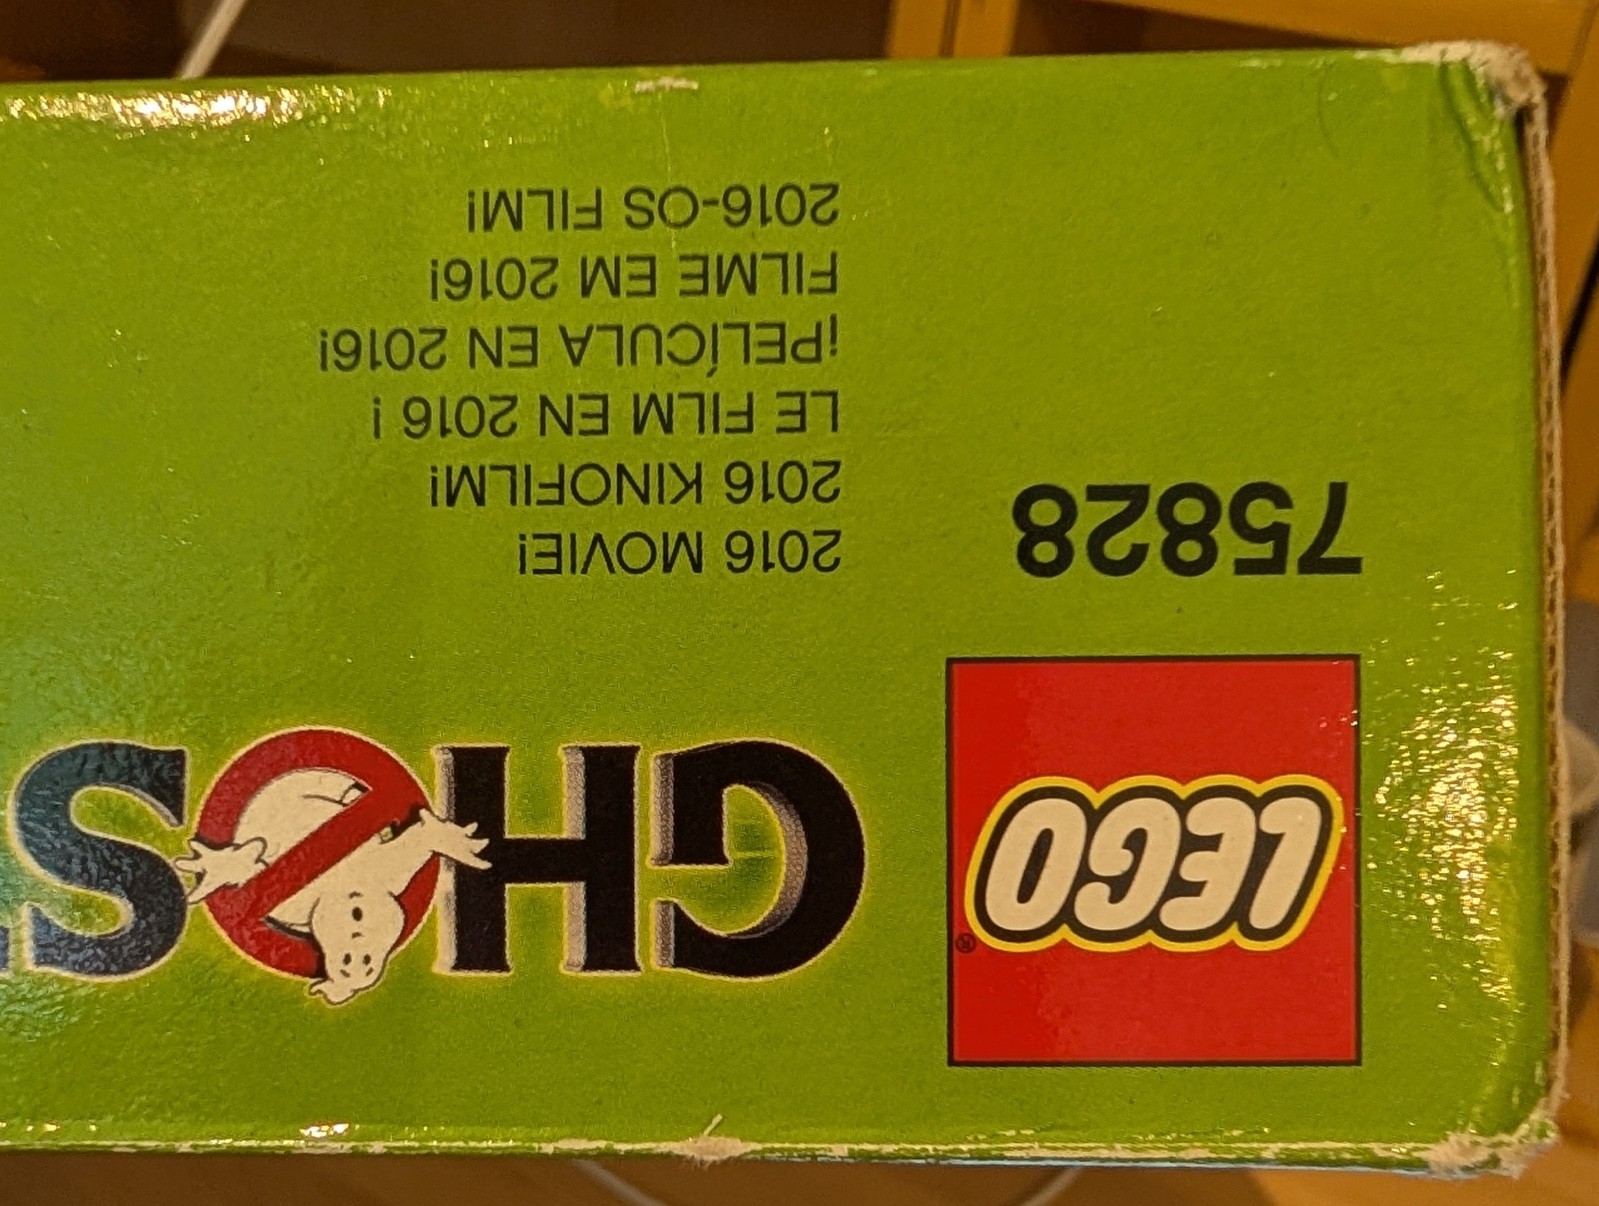 LEGO
®
GHOS
75828
2016 MOVIE!
2016 KINOFILM!
LE FILM EN 2016 !
¡PELÍCULA EN 2016!
FILME EM 2016!
2016-OS FILM!